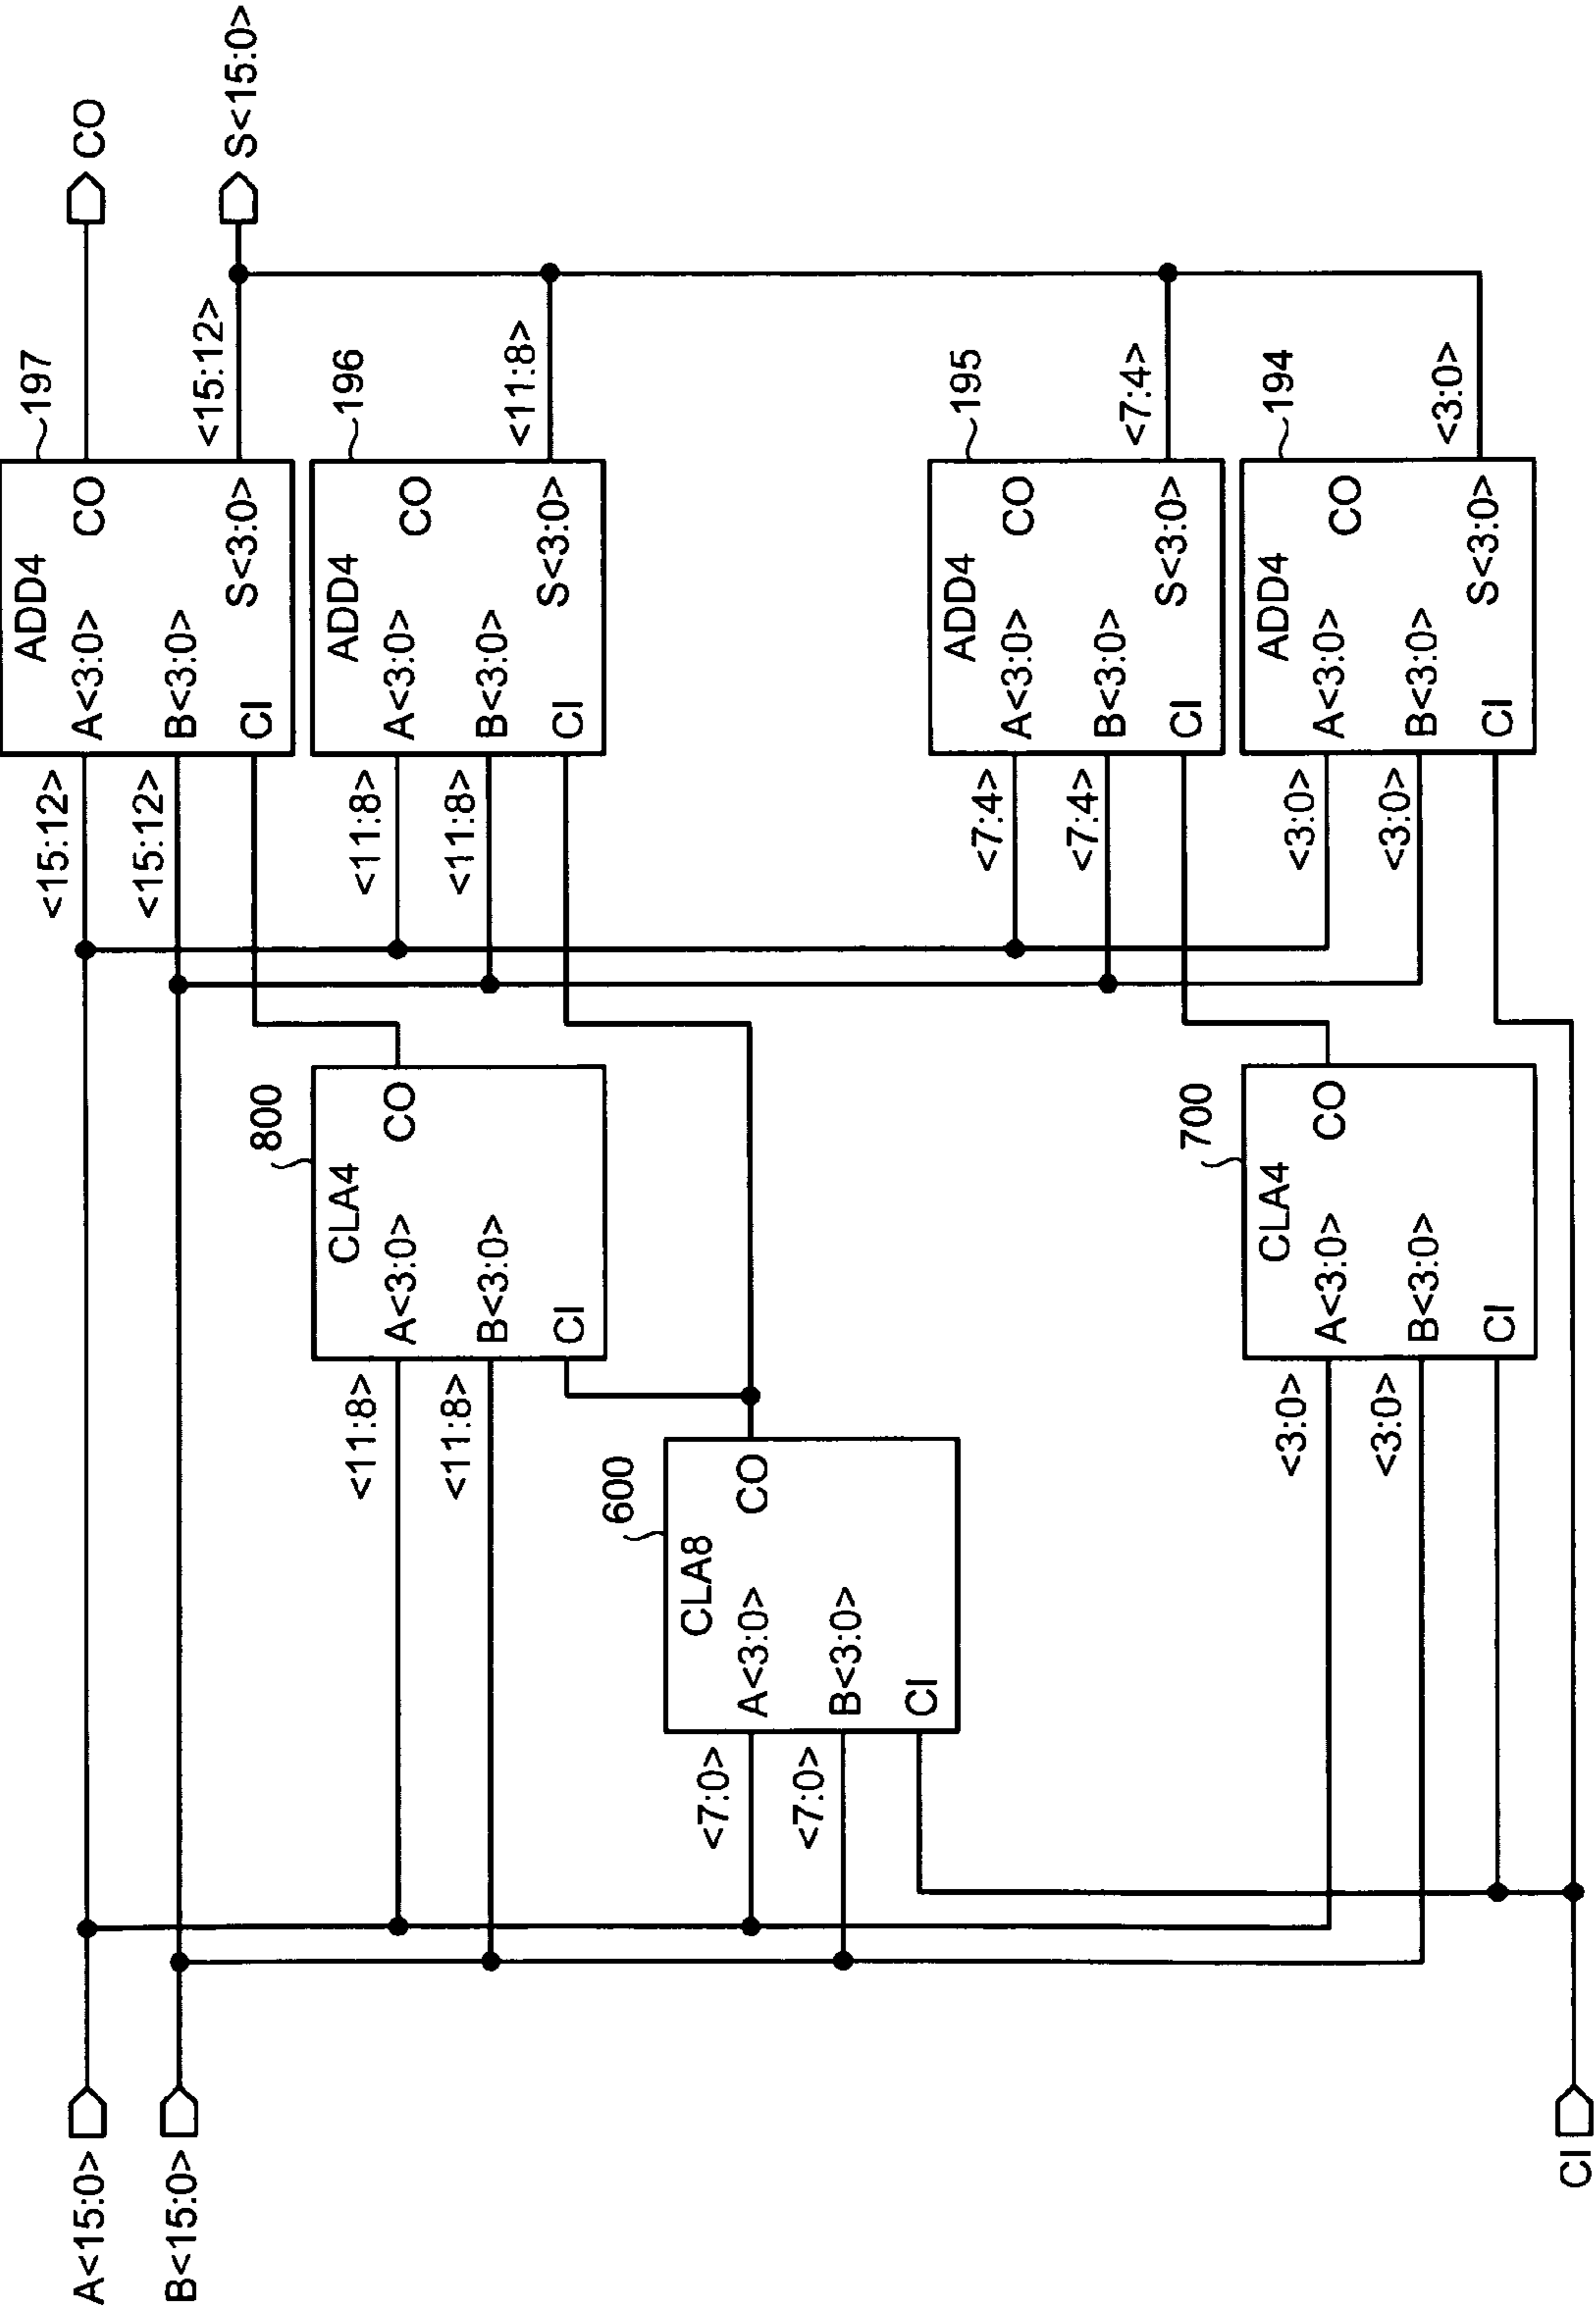 A<15:0>
B<15:0>
CI
<11:8>
<11:8>
CLA4
800
A<3:0>
B<3:0>
CI
CO
<7:0>
<7:0>
CLA8
600
A<3:0>
B<3:0>
CI
CO
<3:0>
<3:0>
CLA4
700
A<3:0>
B<3:0>
CI
CO
<15:12>
<15:12>
ADD4
197
A<3:0>
B<3:0>
CI
CO
S<3:0>
<15:12>
<11:8>
<11:8>
ADD4
196
A<3:0>
B<3:0>
CI
CO
S<3:0>
<11:8>
<7:4>
<7:4>
ADD4
195
A<3:0>
B<3:0>
CI
CO
S<3:0>
<7:4>
<3:0>
<3:0>
ADD4
194
A<3:0>
B<3:0>
CI
CO
S<3:0>
<3:0>
CO
S<15:0>